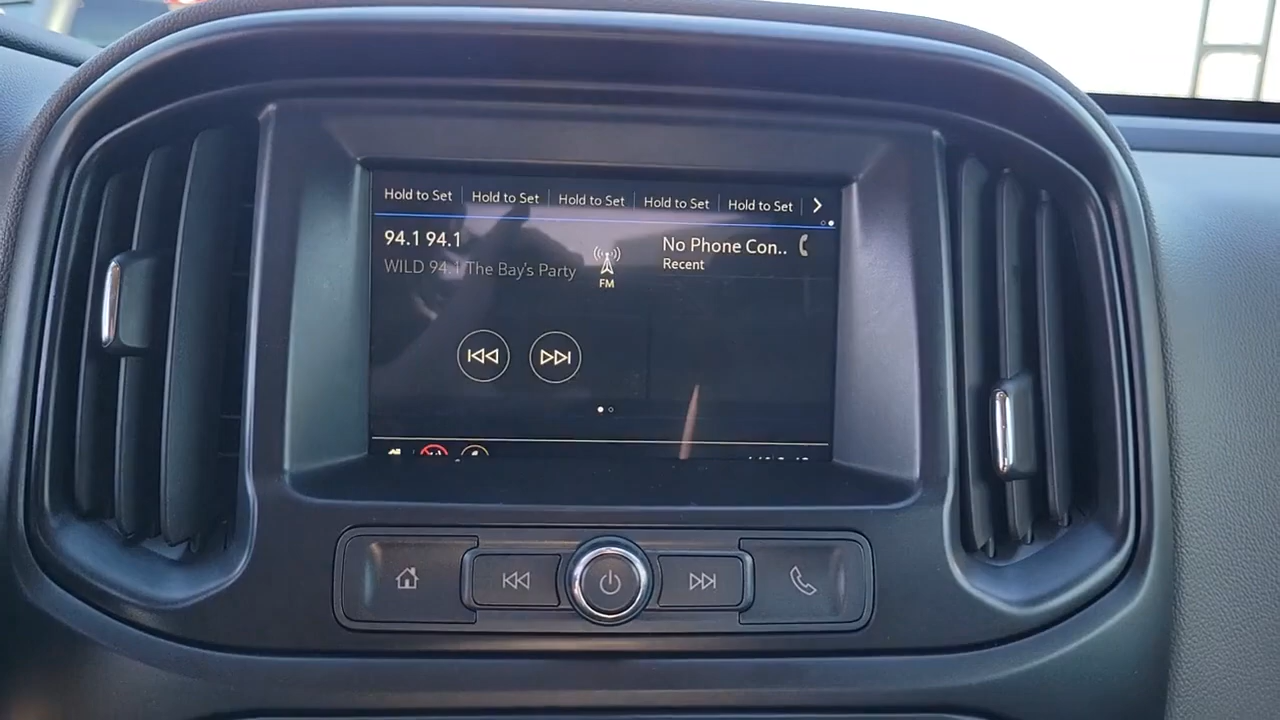 Hold to Set Hold to Set Hold to Set Hold to Set Hold to Set
94.1 94.1
WILD 94.1 The Bay's Party
FM
No Phone Con..
Recent